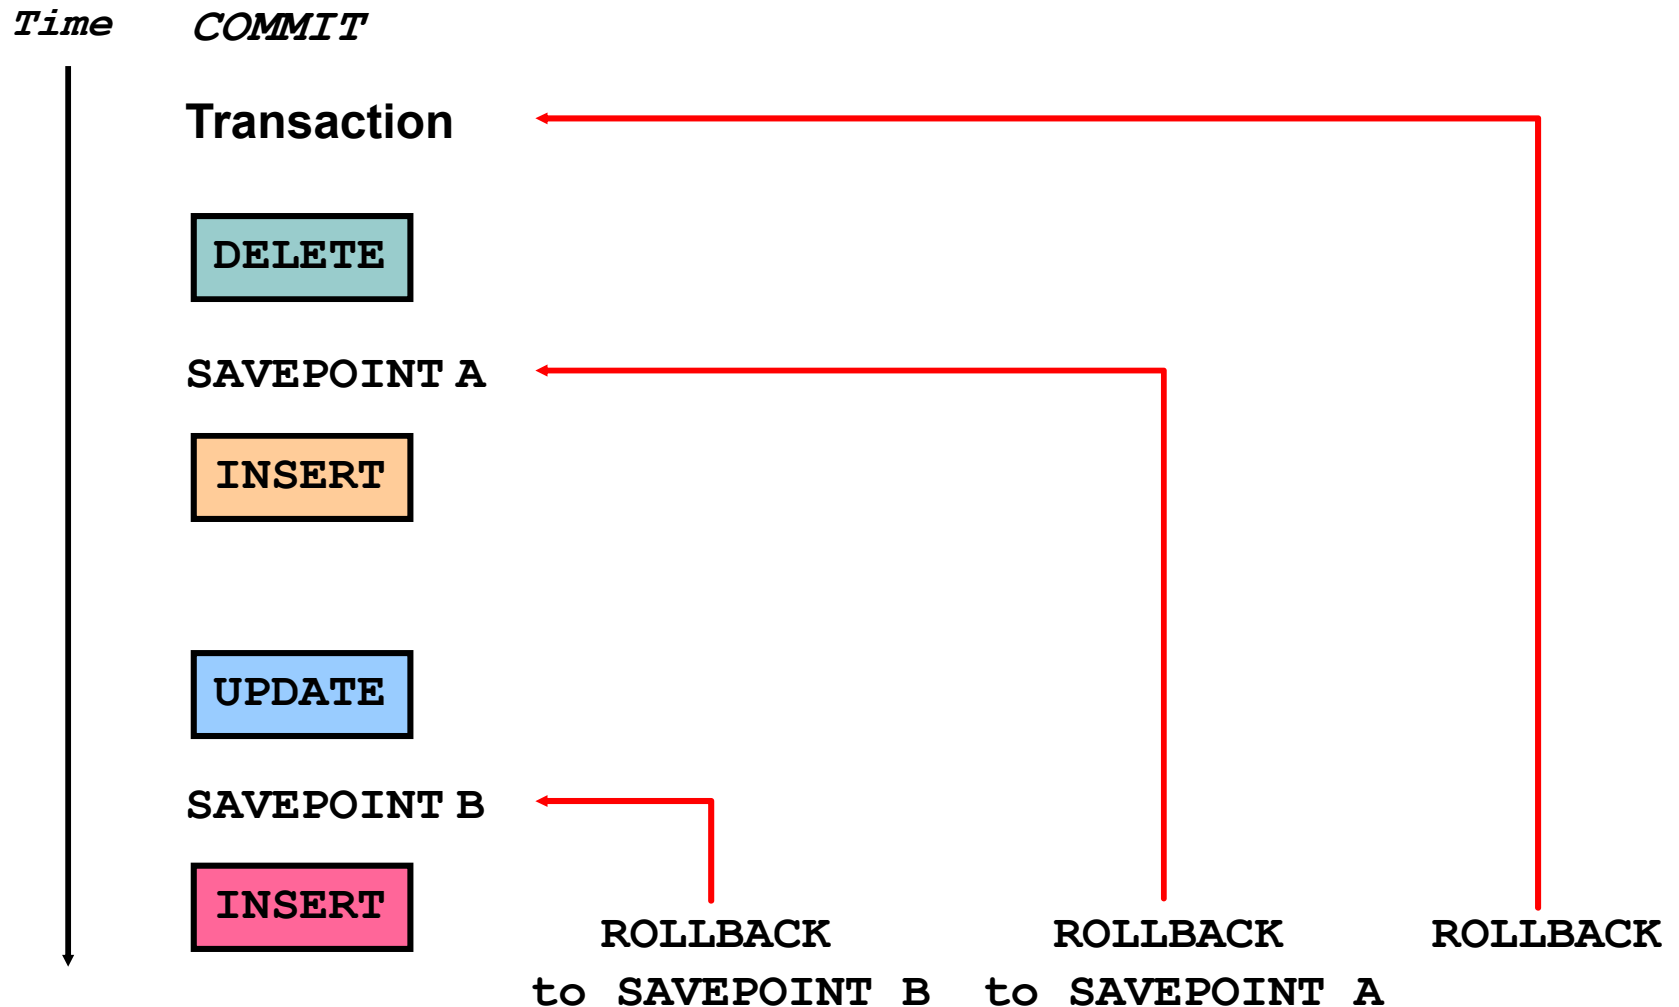 Time COMMIT
Transaction
DELETE
SAVEPOINT A
INSERT
UPDATE
SAVEPOINT B
INSERT
ROLLBACK ROLLBACK ROLLBACK
to SAVEPOINT B to SAVEPOINT A